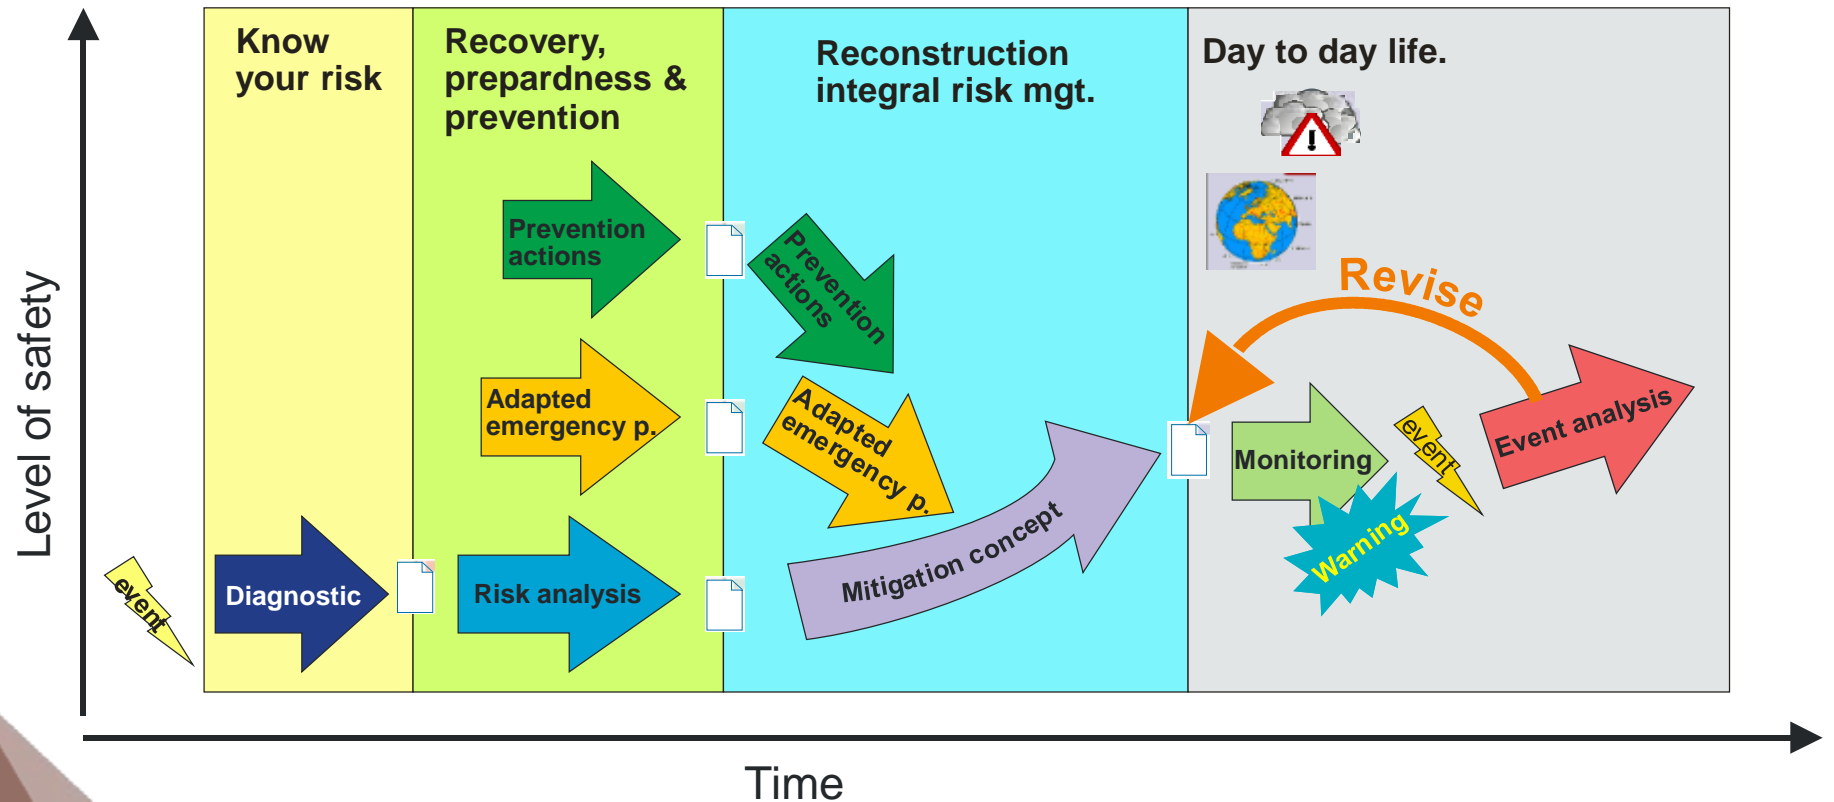 Know
your risk
Recovery,
prepardness &
prevention
Reconstruction
integral risk mgt.
Day to day life.
Level of safety
Prevention
actions
Prevention
actions
Revise
Adapted
emergency p.
Adapted
emergency p.
Monitoring
event
Event analysis
Warning
event
Diagnostic
Risk analysis
Mitigation concept
Time